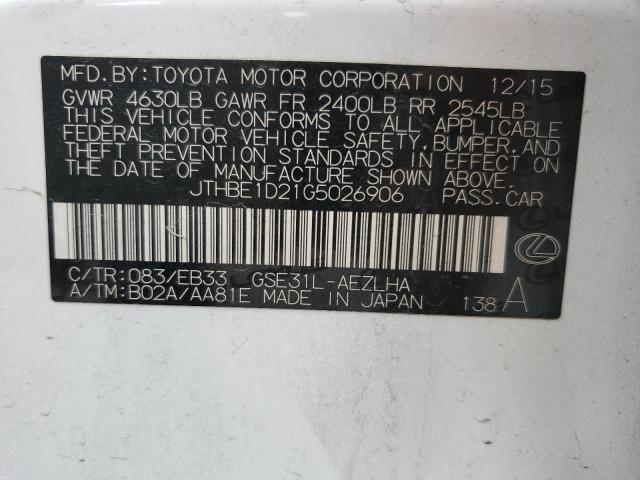 MFD.BY:TOYOTA MOTOR CORPORATION 12/15
GVWR 4630LB GAWR FR 2400LB RR 2545LB
THIS VEHICLE CONFORMS TO ALL APPLICABLE
FEDERAL MOTOR VEHICLE SAFETY,BUMPER,AND
THEFT PREVENTION STANDARDS IN EFFECT ON
THE DATE OF MANUFACTURE SHOWN ABOVE.
JTHBE1D21G5026906 PASS.CAR
C/TR:083/EB33 GSE31L-AEZLHA
A/TM:B02A/AA81E MADE IN JAPAN 138 A